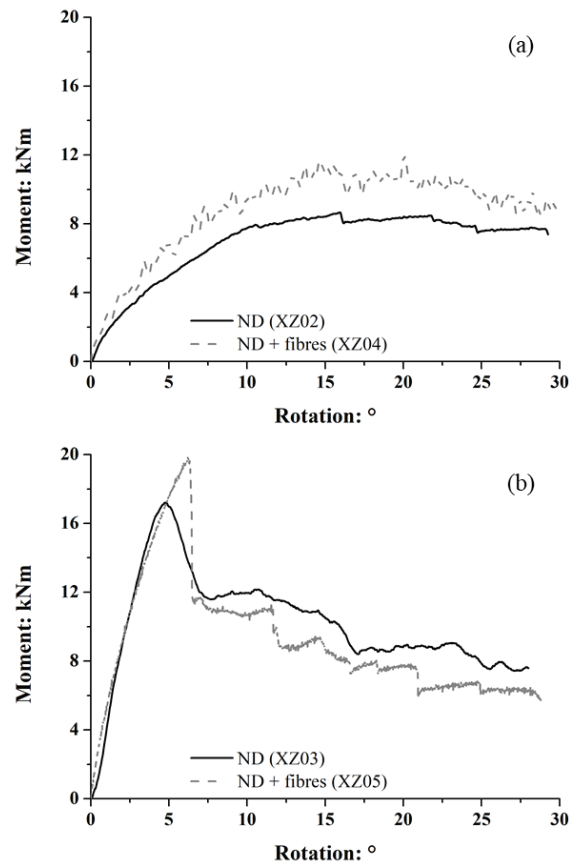 20
(a)
16
12
8
4
0
Moment: kNm
ND (XZ02)
ND + fibres (XZ04)
0 5 10 15 20 25 30
Rotation: °
20
(b)
16
12
8
4
0
Moment: kNm
ND (XZ03)
ND + fibres (XZ05)
0 5 10 15 20 25 30
Rotation: °